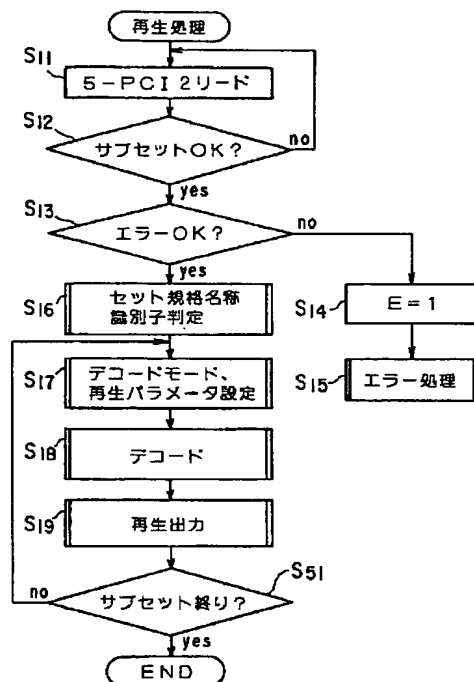 再生処理
S11
5-PCI2リード
S12
サブセットOK?
no
yes
S13
エラーOK?
no
yes
S16
セット規格名称
識別子判定
S14
E=1
S17
デコードモード、
再生パラメータ設定
S15
エラー処理
S18
デコード
S19
再生出力
S51
サブセット終り?
no
yes
END